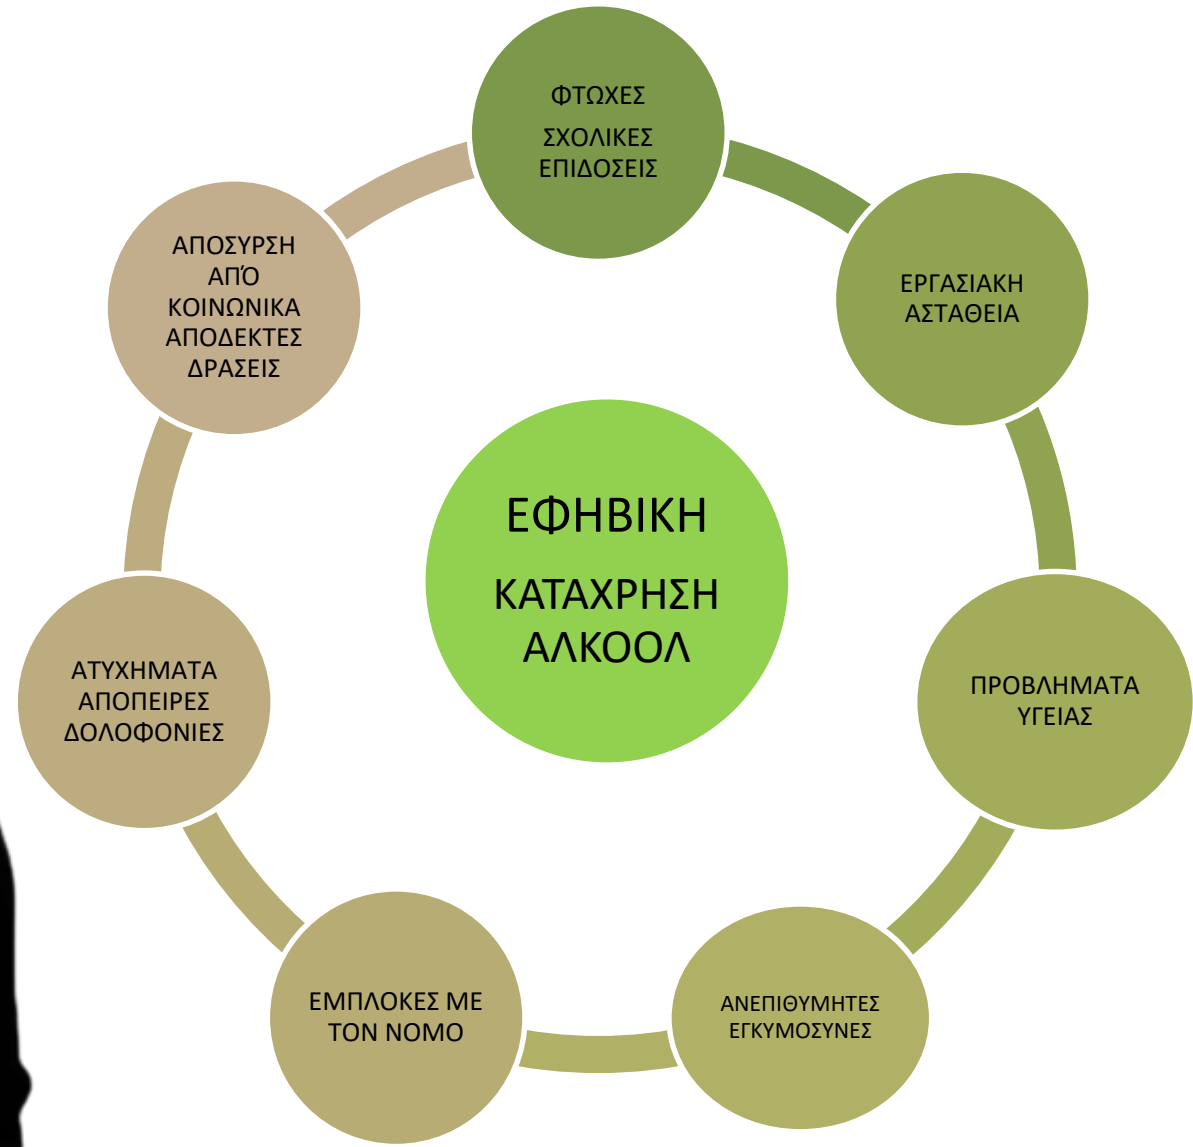 ΦΤΩΧΕΣ
ΣΧΟΛΙΚΕΣ
ΕΠΙΔΟΣΕΙΣ
ΕΡΓΑΣΙΑΚΗ
ΑΣΤΑΘΕΙΑ
ΠΡΟΒΛΗΜΑΤΑ
ΥΓΕΙΑΣ
ΑΝΕΠΙΘΥΜΗΤΕΣ
ΕΓΚΥΜΟΣΥΝΕΣ
ΕΜΠΛΟΚΕΣ ΜΕ
ΤΟΝ ΝΟΜΟ
ΑΤΥΧΗΜΑΤΑ
ΑΠΟΠΕΙΡΕΣ
ΔΟΛΟΦΟΝΙΕΣ
ΑΠΟΣΥΡΣΗ
ΑΠΌ
ΚΟΙΝΩΝΙΚΑ
ΑΠΟΔΕΚΤΕΣ
ΔΡΑΣΕΙΣ
ΕΦΗΒΙΚΗ
ΚΑΤΑΧΡΗΣΗ
ΑΛΚΟΟΛ